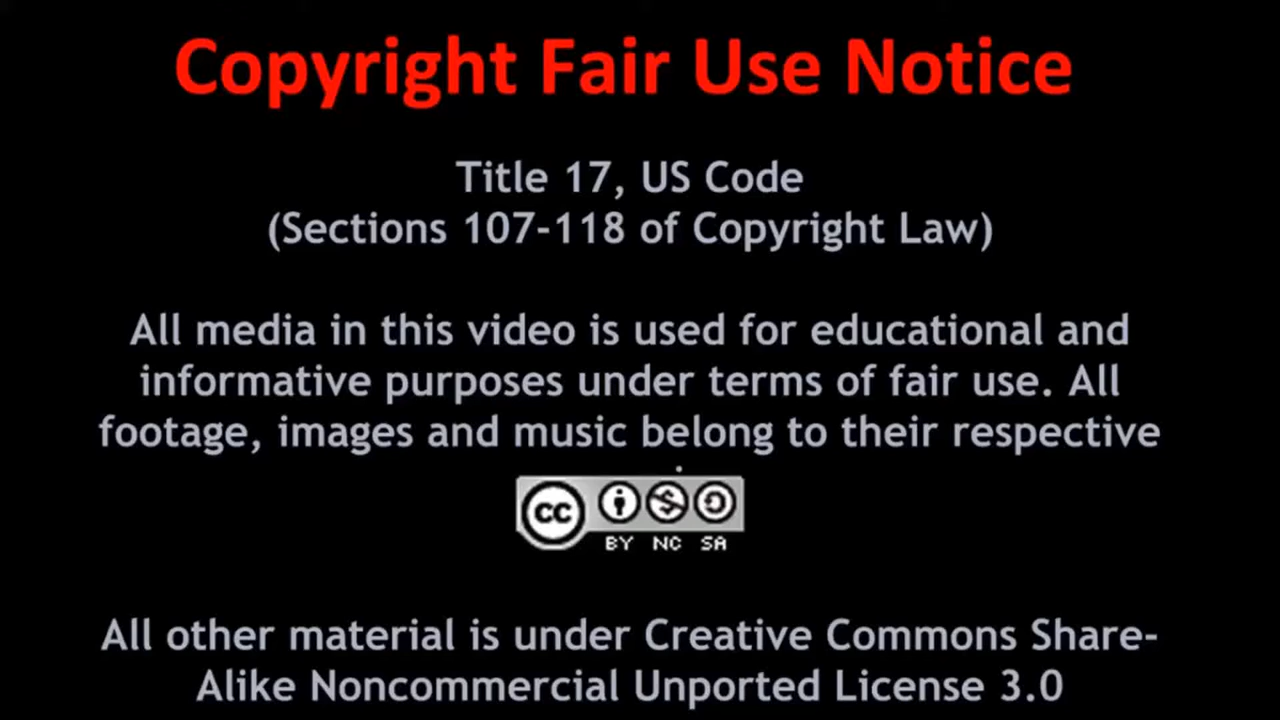 Copyright Fair Use Notice
Title 17, US Code
(Sections 107-118 of Copyright Law)
All media in this video is used for educational and
informative purposes under terms of fair use. All
footage, images and music belong to their respective
cc
BY NC SA
All other material is under Creative Commons Share-
Alike Noncommercial Unported License 3.0